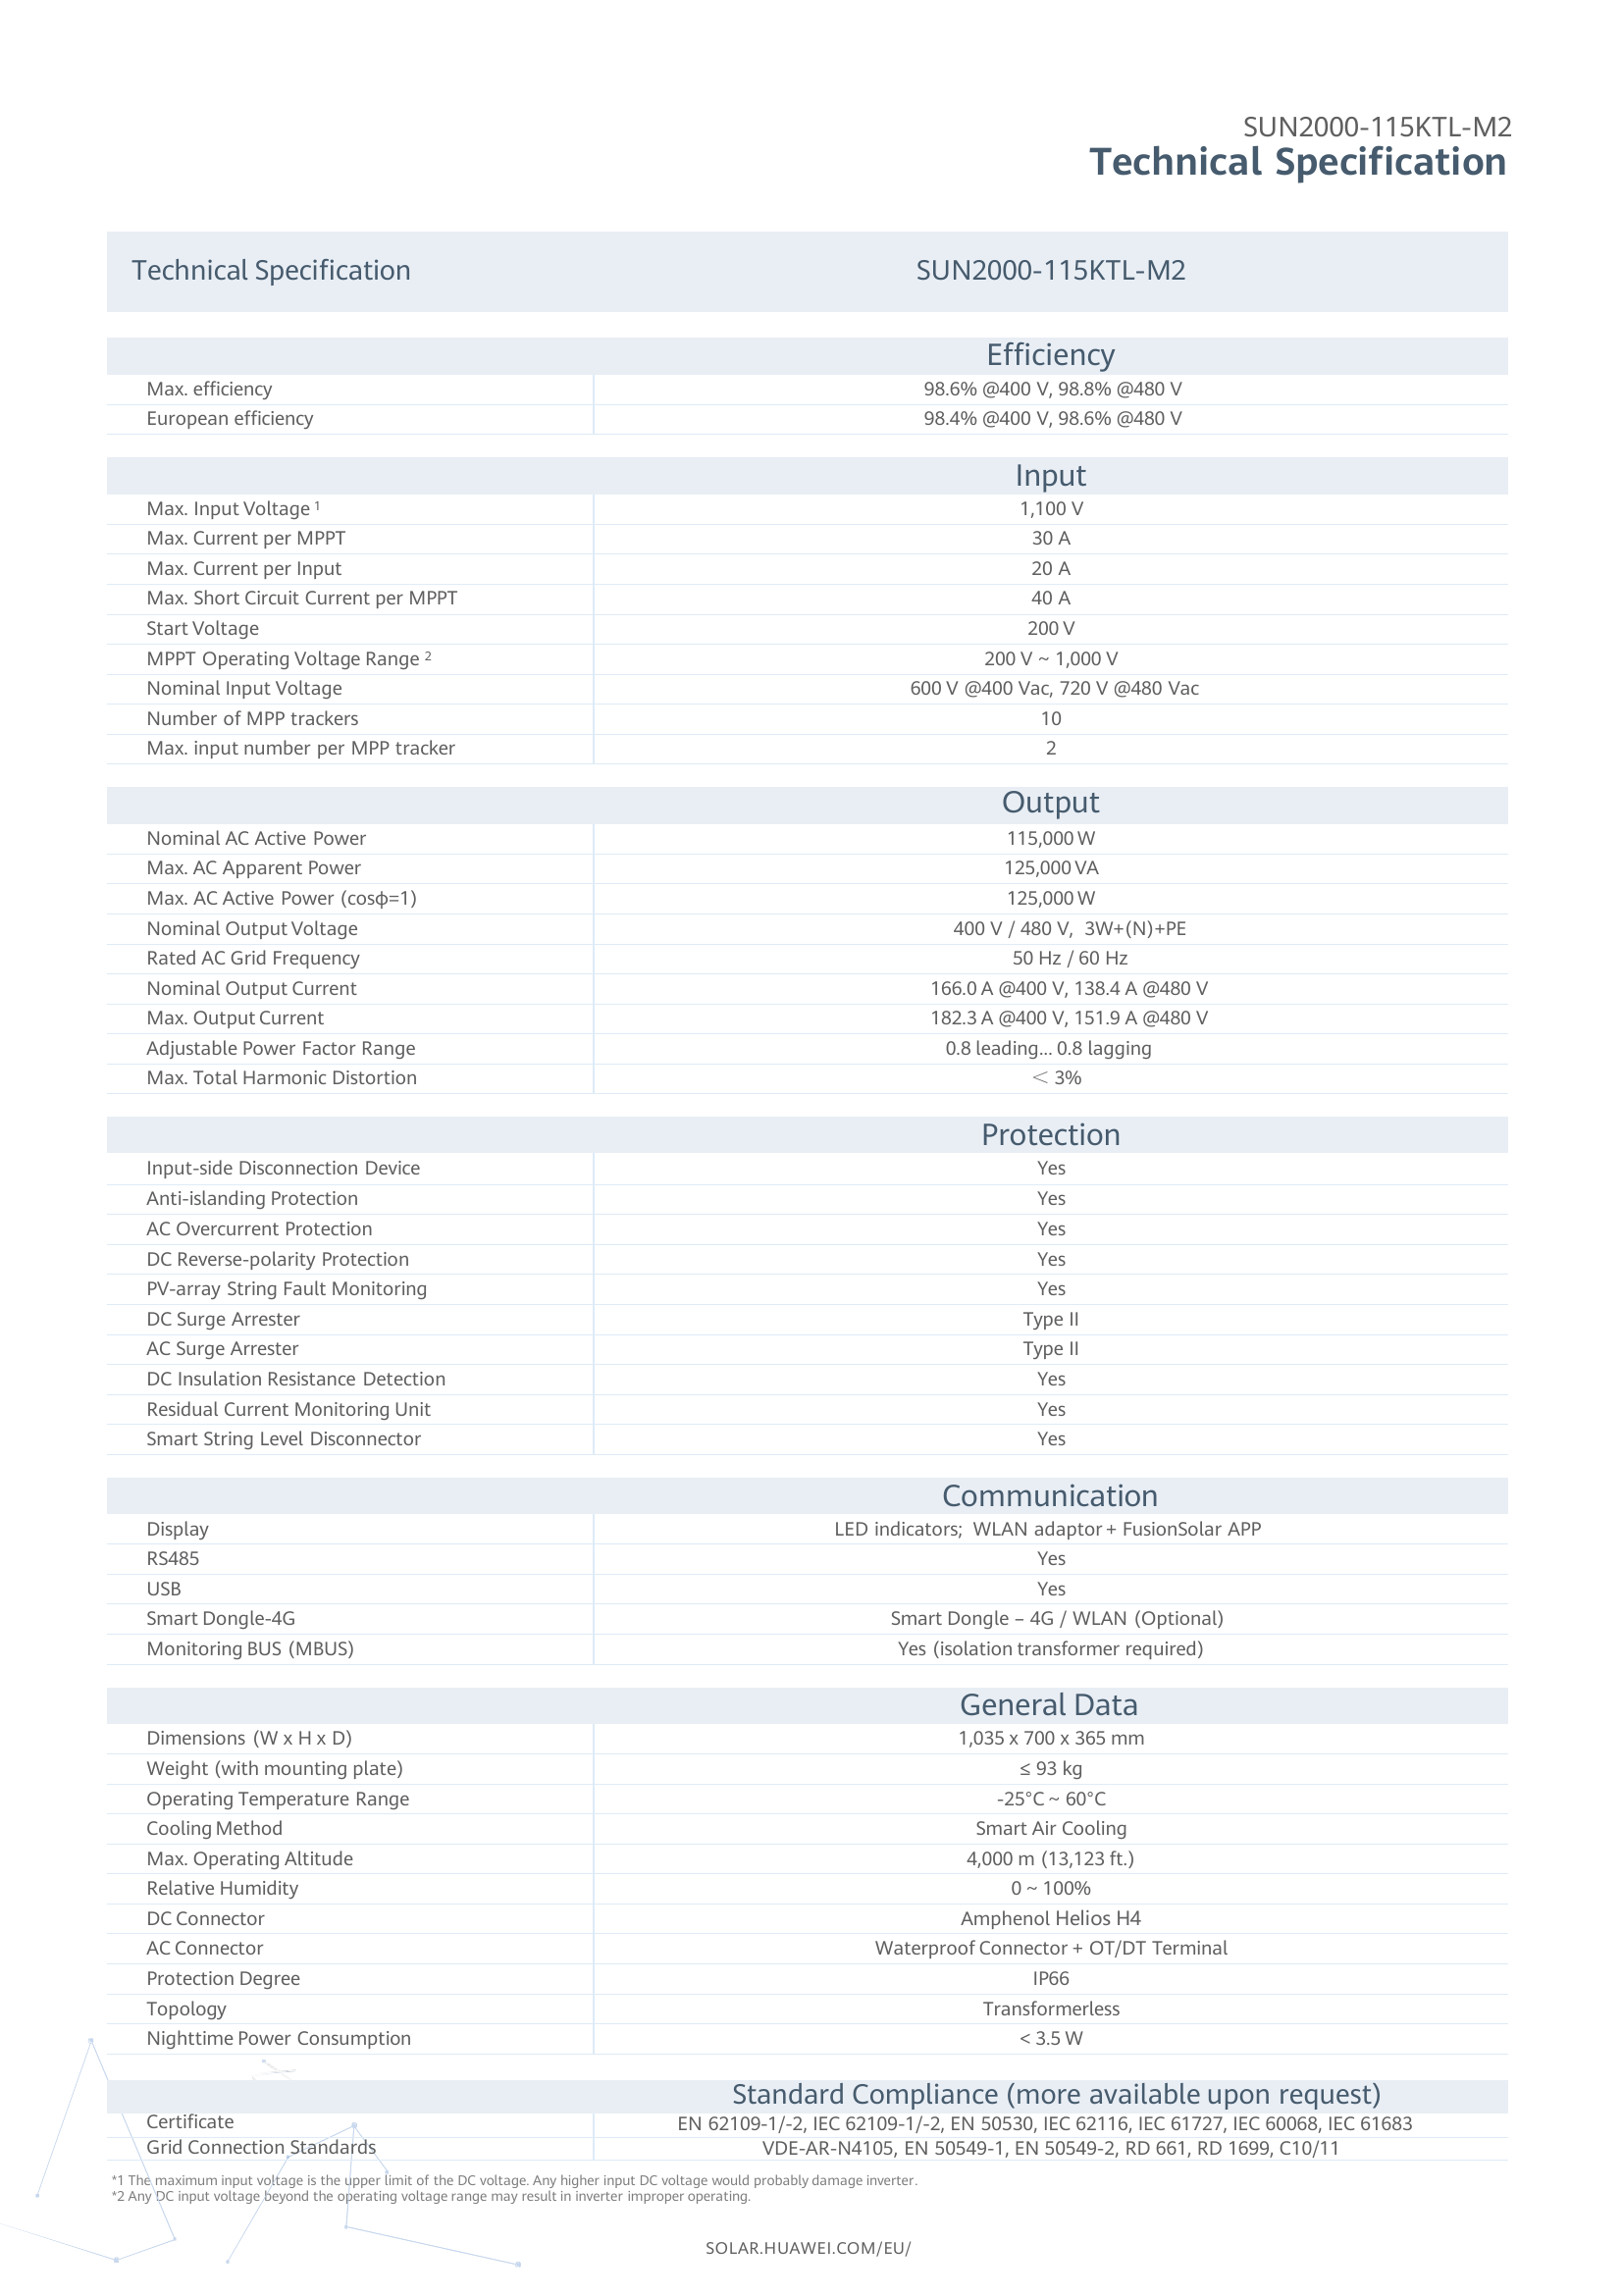 SUN2000-115KTL-M2
Technical Specification
Technical Specification SUN2000-115KTL-M2
Efficiency
Max. efficiency 98.6% @400 V, 98.8% @480 V
European efficiency 98.4% @400 V, 98.6% @480 V
Input
Max. Input Voltage ¹ 1,100 V
Max. Current per MPPT 30 A
Max. Current per Input 20 A
Max. Short Circuit Current per MPPT 40 A
Start Voltage 200 V
MPPT Operating Voltage Range ² 200 V ~ 1,000 V
Nominal Input Voltage 600 V @400 Vac, 720 V @480 Vac
Number of MPP trackers 10
Max. input number per MPP tracker 2
Output
Nominal AC Active Power 115,000 W
Max. AC Apparent Power 125,000 VA
Max. AC Active Power (cosϕ=1) 125,000 W
Nominal Output Voltage 400 V / 480 V, 3W+(N)+PE
Rated AC Grid Frequency 50 Hz / 60 Hz
Nominal Output Current 166.0 A @400 V, 138.4 A @480 V
Max. Output Current 182.3 A @400 V, 151.9 A @480 V
Adjustable Power Factor Range 0.8 leading... 0.8 lagging
Max. Total Harmonic Distortion < 3%
Protection
Input-side Disconnection Device Yes
Anti-islanding Protection Yes
AC Overcurrent Protection Yes
DC Reverse-polarity Protection Yes
PV-array String Fault Monitoring Yes
DC Surge Arrester Type II
AC Surge Arrester Type II
DC Insulation Resistance Detection Yes
Residual Current Monitoring Unit Yes
Smart String Level Disconnector Yes
Communication
Display LED indicators; WLAN adaptor + FusionSolar APP
RS485 Yes
USB Yes
Smart Dongle-4G Smart Dongle – 4G / WLAN (Optional)
Monitoring BUS (MBUS) Yes (isolation transformer required)
General Data
Dimensions (W x H x D) 1,035 x 700 x 365 mm
Weight (with mounting plate) ≤ 93 kg
Operating Temperature Range -25°C ~ 60°C
Cooling Method Smart Air Cooling
Max. Operating Altitude 4,000 m (13,123 ft.)
Relative Humidity 0 ~ 100%
DC Connector Amphenol Helios H4
AC Connector Waterproof Connector + OT/DT Terminal
Protection Degree IP66
Topology Transformerless
Nighttime Power Consumption < 3.5 W
Standard Compliance (more available upon request)
Certificate EN 62109-1/-2, IEC 62109-1/-2, EN 50530, IEC 62116, IEC 61727, IEC 60068, IEC 61683
Grid Connection Standards VDE-AR-N4105, EN 50549-1, EN 50549-2, RD 661, RD 1699, C10/11
*1 The maximum input voltage is the upper limit of the DC voltage. Any higher input DC voltage would probably damage inverter.
*2 Any DC input voltage beyond the operating voltage range may result in inverter improper operating.
SOLAR.HUAWEI.COM/EU/